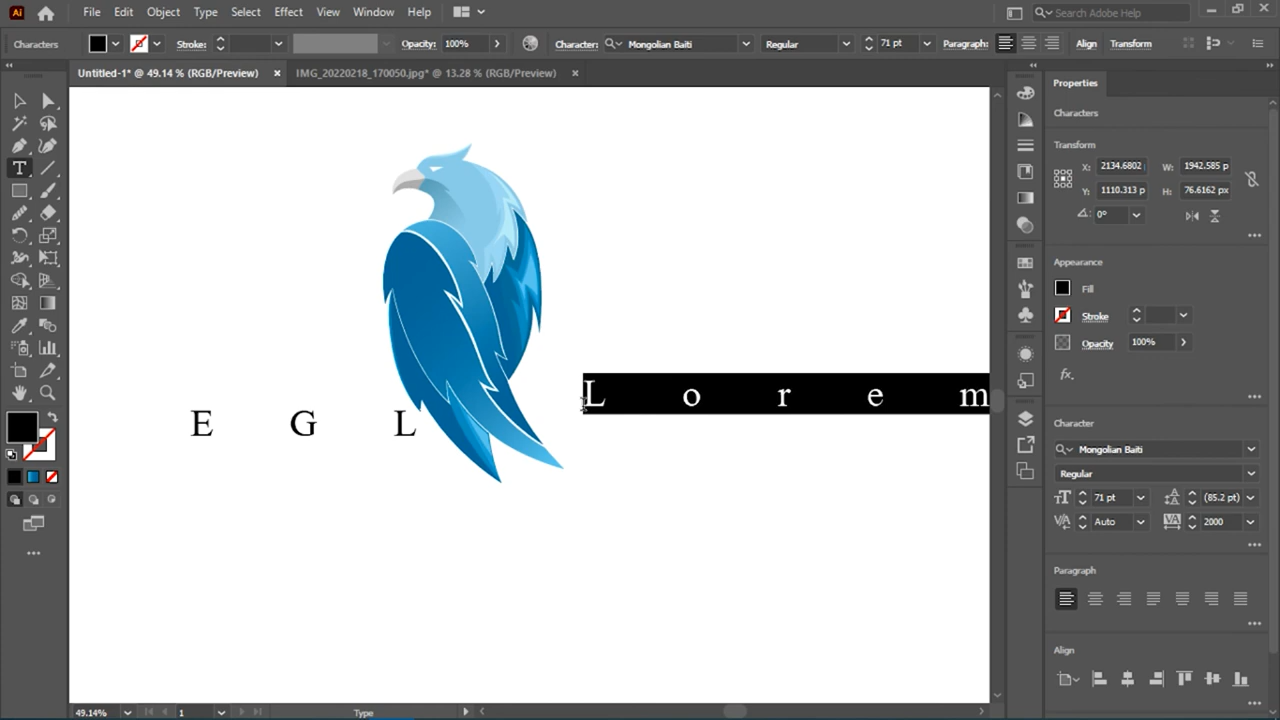 File Edit Object Type Select Effect View Window Help Search Adobe Help
Characters Stroke: Opacity: 100% Character: Mongolian Baiti Regular 71 pt Paragraph: Align Transform
Untitled-1* @ 49.14 % (RGB/Preview) × IMG_20220218_170050.jpg* @ 13.28 % (RGB/Preview) ×
Properties
Characters
Transform
X: 2134.6802 W: 1942.585 p
Y: 1110.313 p H: 76.6162 px
0°
Appearance
Fill
Stroke
Opacity 100%
fx
L o r e m
E G L
Character
Mongolian Baiti
Regular
71 pt (85.2 pt)
Auto 2000
Paragraph
Align
49.14% 1 Type